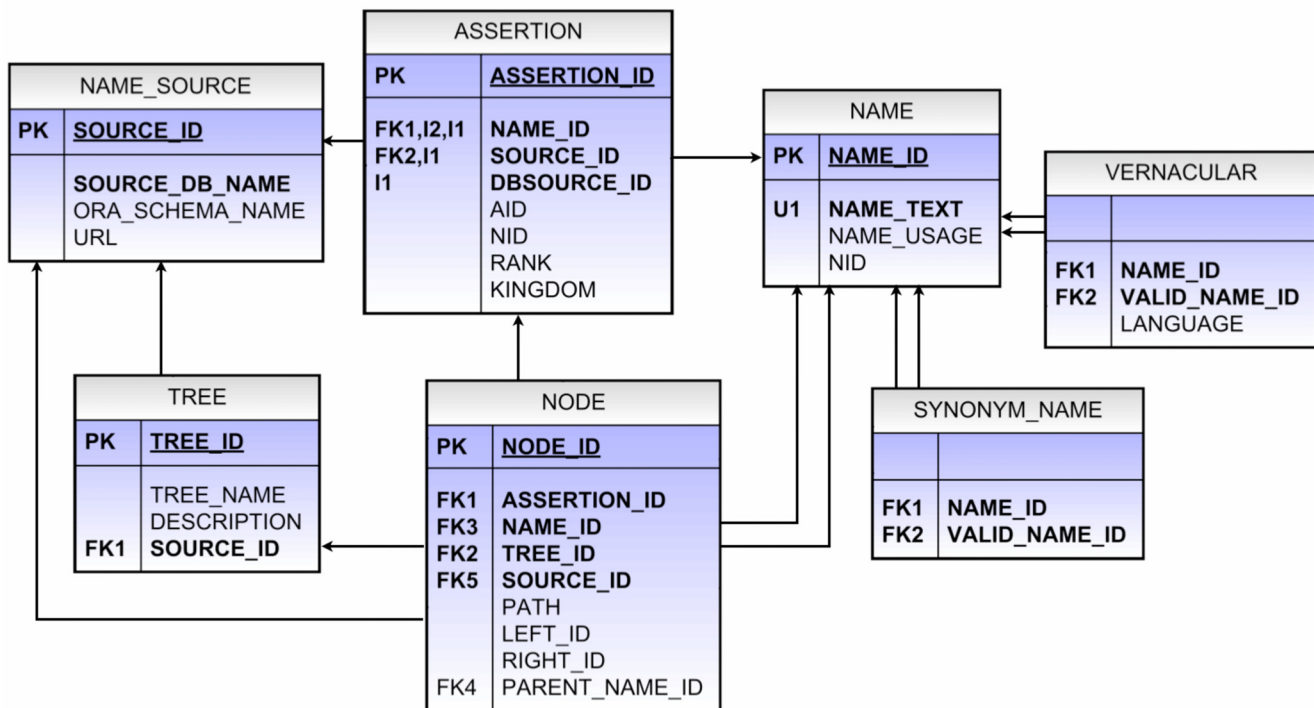 NAME_SOURCE
PK SOURCE_ID
SOURCE_DB_NAME
ORA_SCHEMA_NAME
URL
ASSERTION
PK ASSERTION_ID
FK1,I2,I1 NAME_ID
FK2,I1 SOURCE_ID
I1 DBSOURCE_ID
AID
NID
RANK
KINGDOM
NAME
PK NAME_ID
U1 NAME_TEXT
NAME_USAGE
NID
VERNACULAR
FK1 NAME_ID
FK2 VALID_NAME_ID
LANGUAGE
TREE
PK TREE_ID
TREE_NAME
DESCRIPTION
FK1 SOURCE_ID
NODE
PK NODE_ID
FK1 ASSERTION_ID
FK3 NAME_ID
FK2 TREE_ID
FK5 SOURCE_ID
PATH
LEFT_ID
RIGHT_ID
FK4 PARENT_NAME_ID
SYNONYM_NAME
FK1 NAME_ID
FK2 VALID_NAME_ID